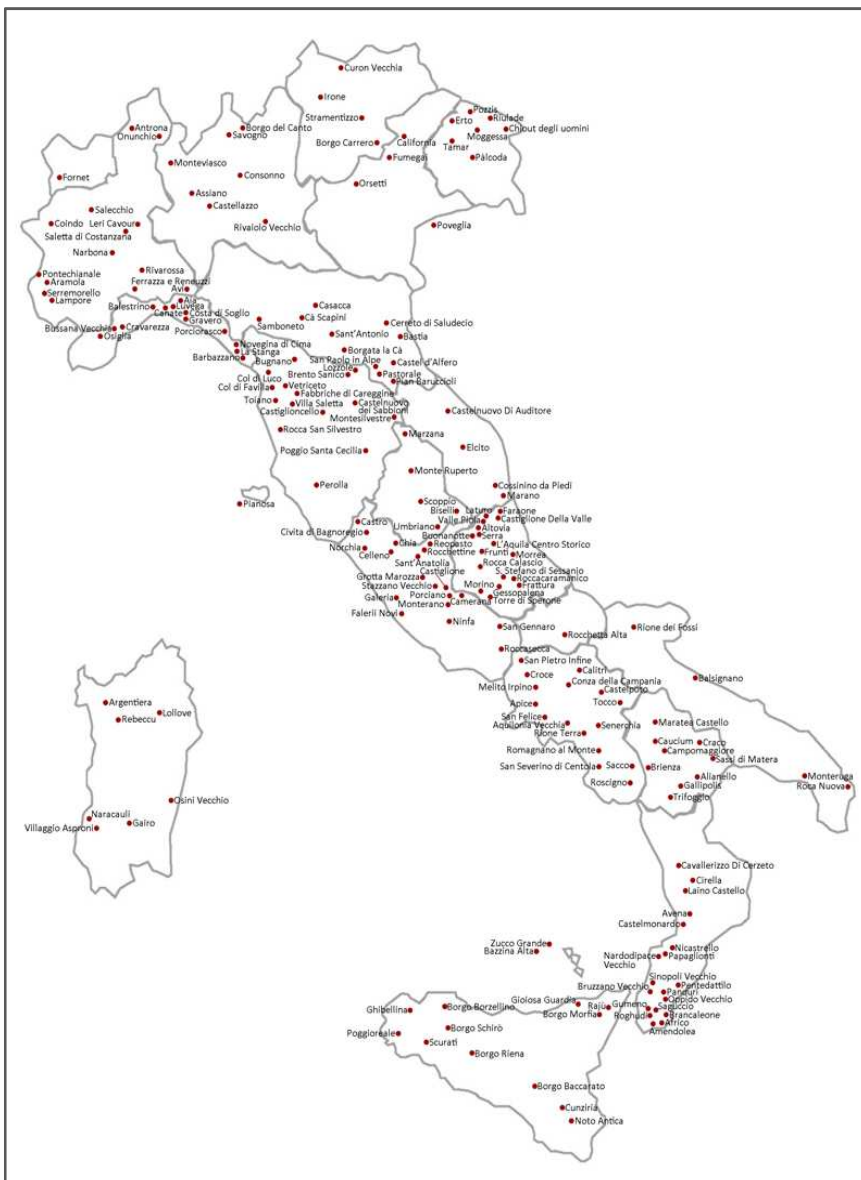 Curon Vecchia
Irone
Stramentizzo
Borgo Carrero
California
Fumegai
Orsetti
Pozzis
Erto
Riulade
Chiout degli uomini
Moggessa
Tamar
Pàlcoda
Poveglia
Antrona
Onunchio
Borgo del Canto
Savogno
Monteviasco
Consonno
Assiano
Castellazzo
Rivalolo Vecchio
Fornet
Salecchio
Coindo
Leri Cavour
Saletta di Costanzana
Narbona
Pontechianale
Aramola
Serremorello
Lampore
Rivarossa
Ferrazza e Reneuzzi
Avi
Aia
Balestrino
Luvega
Canate
Costa di Soglio
Gravero
Bussana Vecchia
Cravarezza
Osiglia
Porciorasco
Casacca
Cà Scapini
Samboneto
Sant'Antonio
Cerreto di Saludecio
Bastia
Novegina di Cima
La Stanga
Barbazzano
Bugnano
Borgata la Cà
San Paolo in Alpe
Lozzole
Castel d'Alfero
Brento Sanico
Pastorale
Pian Baruccioli
Col di Luco
Col di Favilla
Vetriceto
Fabbriche di Careggine
Toiano
Villa Saletta
Castelnuovo
dei Sabbioni
Castiglioncello
Montesilvestre
Castelnuovo Di Auditore
Rocca San Silvestro
Marzana
Elcito
Poggio Santa Cecilia
Monte Ruperto
Perolla
Cossinino da Piedi
Marano
Pianosa
Scoppio
Biselli
Laturo
Faraone
Valle Piola
Castiglione Della Valle
Castro
Umbriano
Altovia
Civita di Bagnoregio
Buonanotte
Serra
Norchia
Chia
Reopasto
L'Aquila Centro Storico
Celleno
Rocchettine
Frunti
Morrea
Sant'Anatolia
Rocca Calascio
Castiglione
S. Stefano di Sessanio
Grotta Marozza
Roccacaramanico
Stazzano Vecchio
Morino
Frattura
Gessopalena
Galeria
Porciano
Camerana
Torre di Sperone
Monterano
Falerii Novi
Ninfa
San Gennaro
Rocchetta Alta
Rione dei Fossi
Roccasecca
San Pietro Infine
Croce
Calitri
Melito Irpino
Conza della Campania
Castelpoto
Balsignano
Apice
Tocco
San Felice
Aquilonia Vecchia
Senerchia
Rione Terra
Maratea Castello
Romagnano al Monte
Caucium
Craco
Campomaggiore
San Severino di Centola
Sacco
Brienza
Sassi di Matera
Roscigno
Alianello
Gallipolis
Trifoggio
Monteruga
Roca Nuova
Argentiera
Lollove
Rebeccu
Osini Vecchio
Naracauli
Villaggio Asproni
Gairo
Cavallerizzo Di Cerzeto
Cirella
Laino Castello
Avena
Castelmonardo
Zucco Grande
Bazzina Alta
Nicastrello
Nardodipace
Vecchio
Papaglionti
Sinopoli Vecchio
Bruzzano Vecchio
Pentedattilo
Panduri
Gioiosa Guardia
Oppido Vecchio
Rajù
Gumeno
Saguccio
Borgo Morfia
Roghudi
Brancaleone
Africo
Amendolea
Ghibellina
Borgo Borzellino
Poggioreale
Borgo Schirò
Scurati
Borgo Riena
Borgo Baccarato
Cunziria
Noto Antica